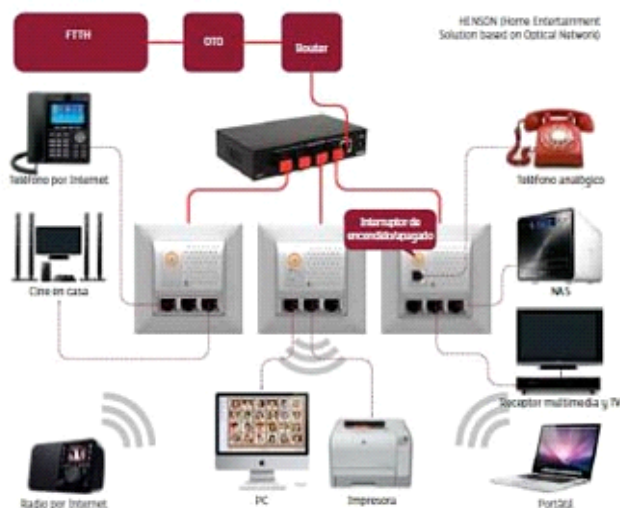 FTTH
OTO
Router
HENSON (Home Entertainment
Solution based on Optical Network)
Teléfono por Internet
Teléfono analógico
Interruptor de
encendido/apagado
Cine en casa
NAS
Receptor multimedia y TV
Radio por Internet
PC
Impresora
Portátil